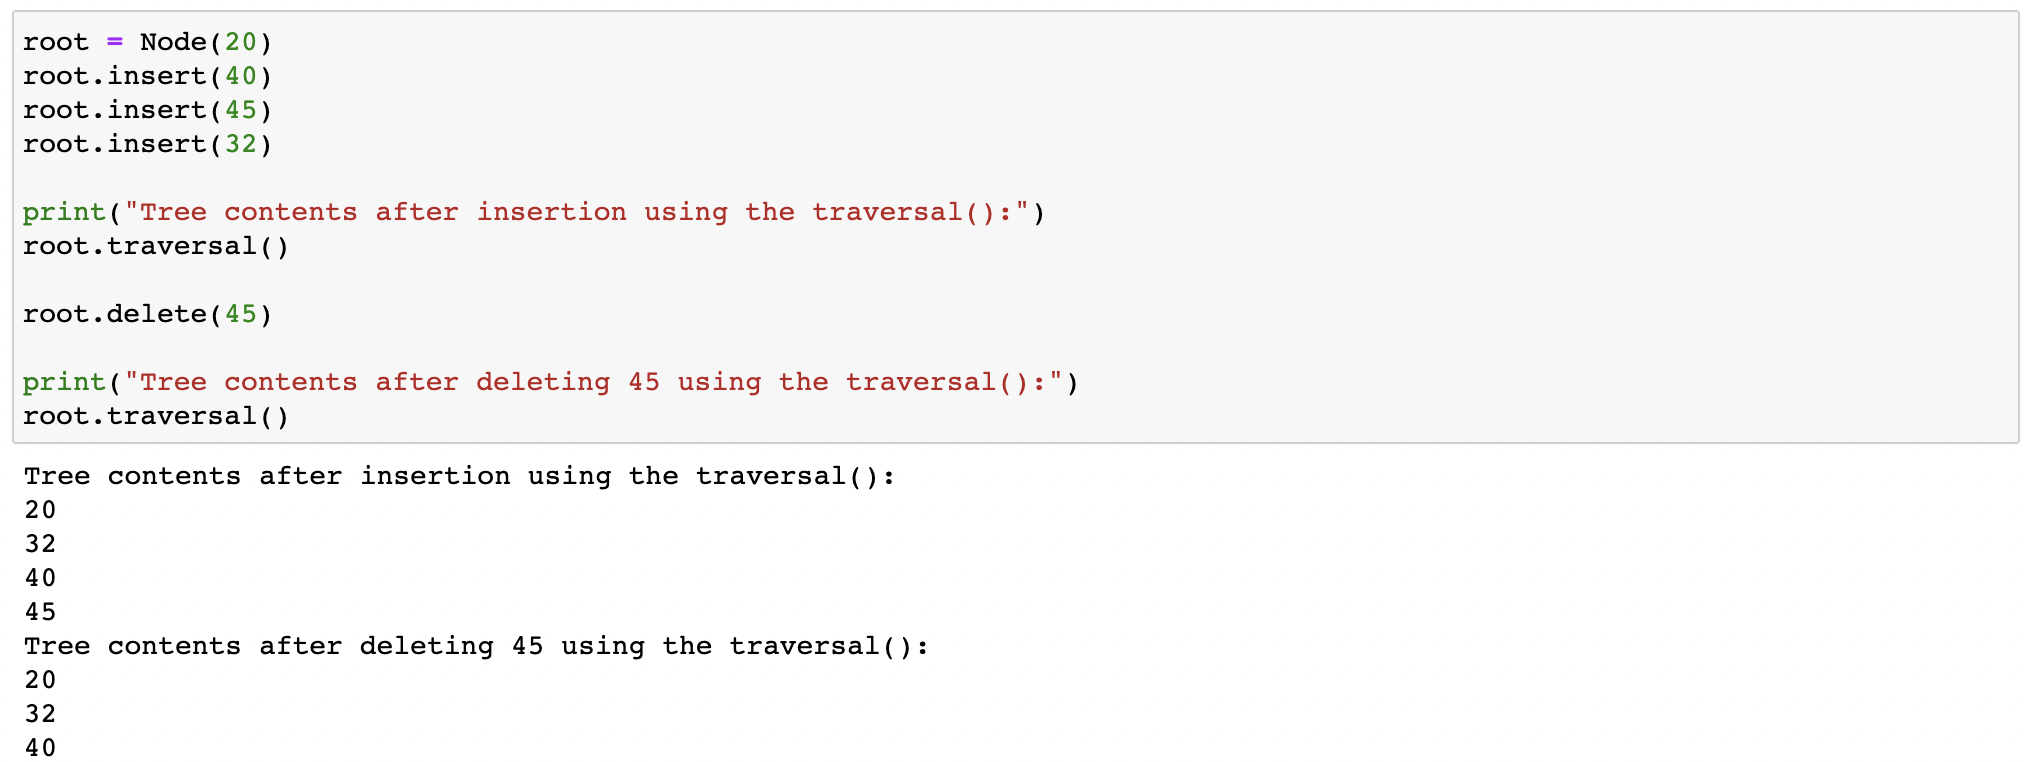 root = Node(20)
root.insert(40)
root.insert(45)
root.insert(32)
print("Tree contents after insertion using the traversal():")
root.traversal()
root.delete(45)
print("Tree contents after deleting 45 using the traversal():")
root.traversal()
Tree contents after insertion using the traversal():
20
32
40
45
Tree contents after deleting 45 using the traversal():
20
32
40